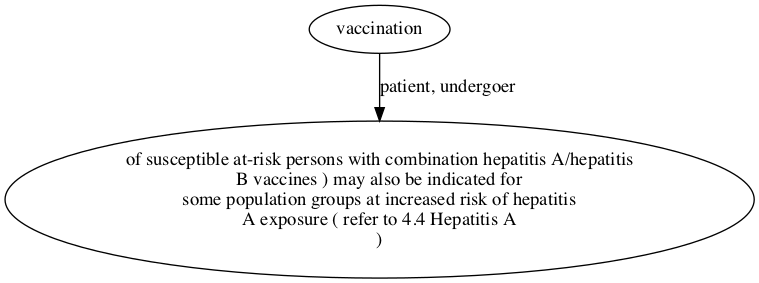 vaccination
patient, undergoer
of susceptible at-risk persons with combination hepatitis A/hepatitis
B vaccines ) may also be indicated for
some population groups at increased risk of hepatitis
A exposure ( refer to 4.4 Hepatitis A
)